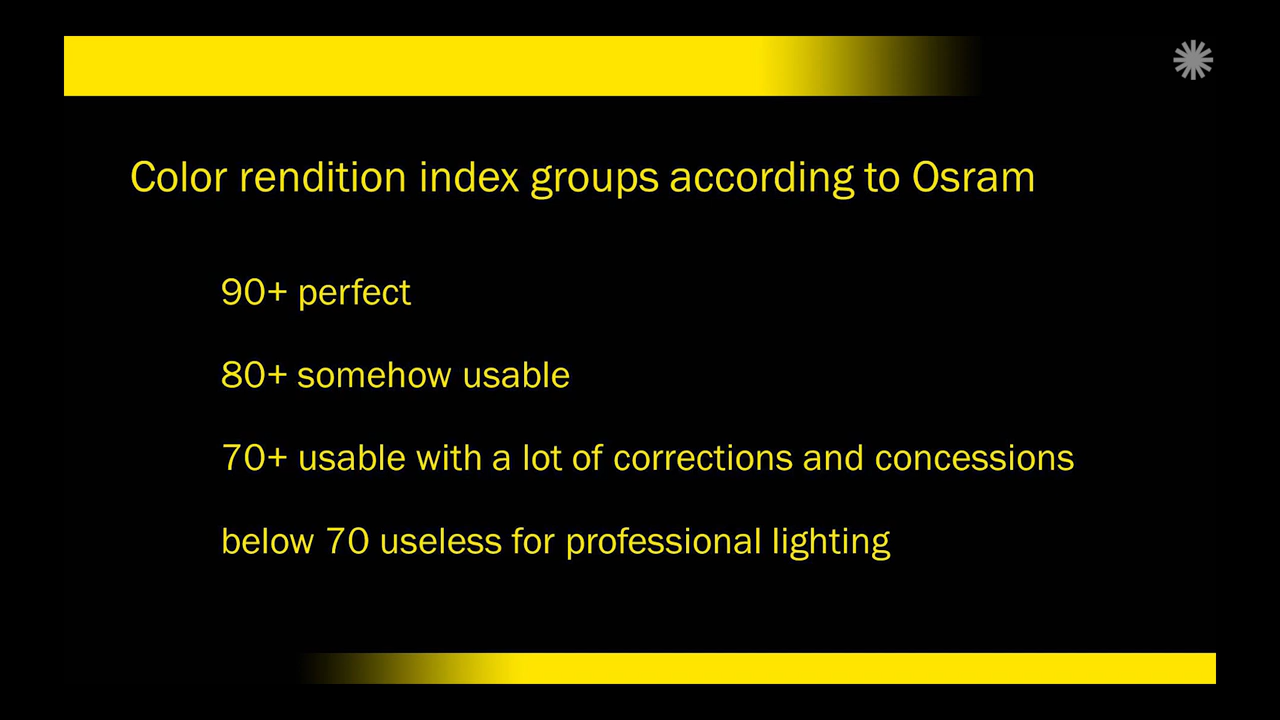 Color rendition index groups according to Osram
90+ perfect
80+ somehow usable
70+ usable with a lot of corrections and concessions
below 70 useless for professional lighting